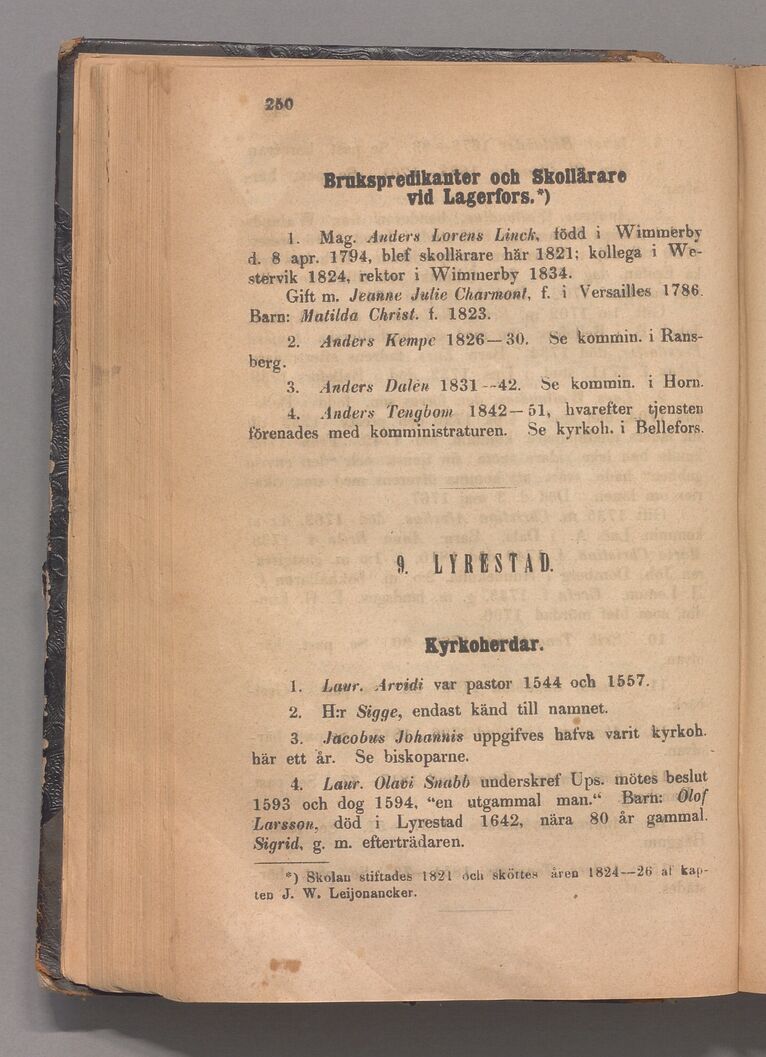 250
Brukspredikanter och Skollärare
vid Lagerfors.*)
1. Mag. Anders Lorens Linck, född i Wimmerby
d. 8 apr. 1794, blef skollärare här 1821; kollega i We-
stervik 1824, rektor i Wimmerby 1834.
Gift m. Jeanne Julie Charmont, f. i Versailles 1786.
Barn: Matilda Christ. f. 1823.
2. Anders Kempe 1826—30. Se kommin. i Rans-
berg.
3. Anders Dalén 1831--42. Se kommin. i Horn.
4. Anders Tengbom 1842—51, hvarefter tjensten
förenades med komministraturen. Se kyrkoh. i Bellefors.
9. LYRESTAD.
Kyrkoherdar.
1. Laur. Arvidi var pastor 1544 och 1557.
2. H:r Sigge, endast känd till namnet.
3. Jacobus Johannis uppgifves hafva varit kyrkoh.
här ett år. Se biskoparne.
4. Laur. Olavi Snabb underskref Ups. mötes beslut
1593 och dog 1594, “en utgammal man.“ Barn: Olof
Larsson, död i Lyrestad 1642, nära 80 år gammal.
Sigrid, g. m. efterträdaren.
*) Skolan stiftades 1821 och sköttes åren 1824—26 af kap-
ten J. W. Leijonancker.